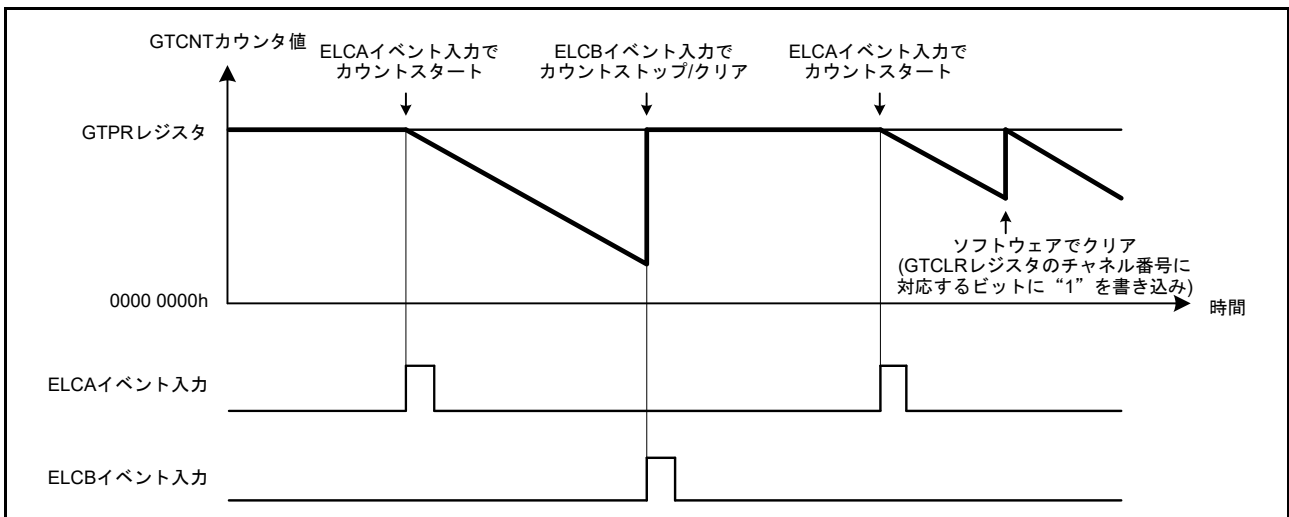 GTCNTカウンタ値
ELCAイベント入力で
カウントスタート
ELCBイベント入力で
カウントストップ/クリア
ELCAイベント入力で
カウントスタート
GTPRレジスタ
ソフトウェアでクリア
(GTCLRレジスタのチャネル番号に
対応するビットに“1”を書き込み)
0000 0000h
時間
ELCAイベント入力
ELCBイベント入力